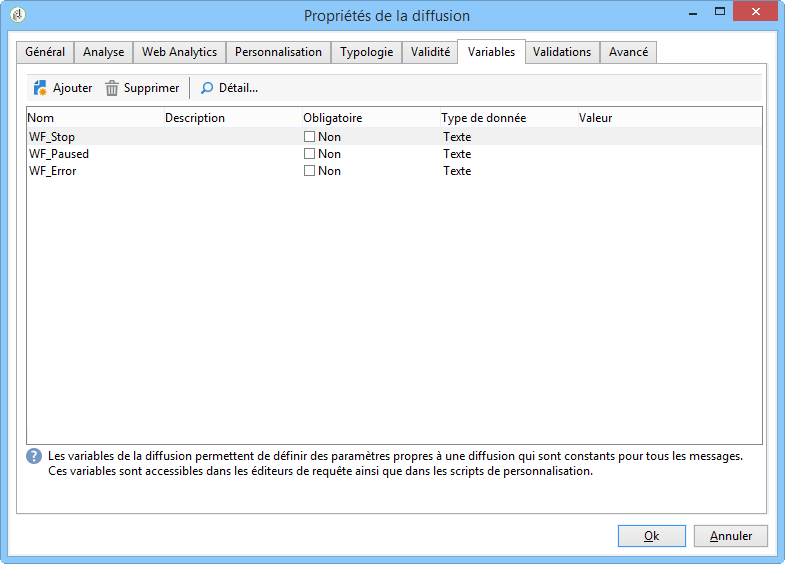 Propriétés de la diffusion
Général Analyse Web Analytics Personnalisation Typologie Validité Variables Validations Avancé
Ajouter Supprimer Détail...
Nom Description Obligatoire Type de donnée Valeur
WF_Stop Non Texte
WF_Paused Non Texte
WF_Error Non Texte
Les variables de la diffusion permettent de définir des paramètres propres à une diffusion qui sont constants pour tous les messages.
Ces variables sont accessibles dans les éditeurs de requête ainsi que dans les scripts de personnalisation.
Ok Annuler